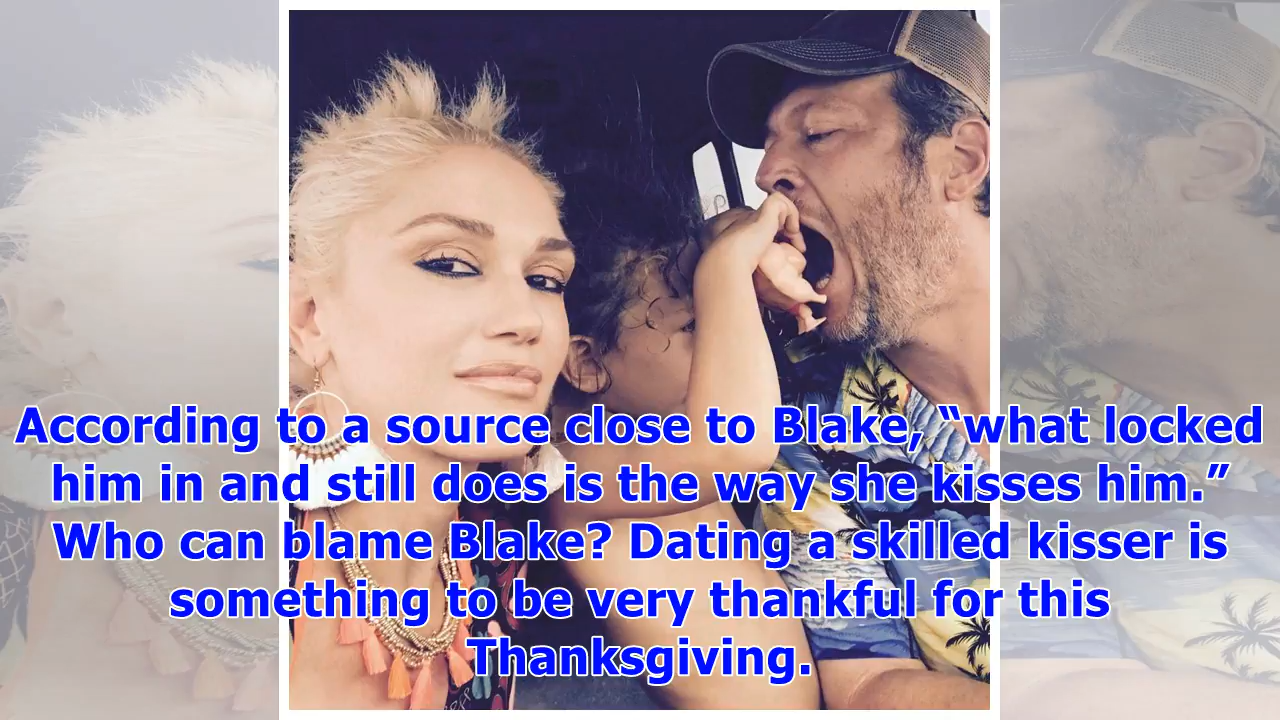 According to a source close to Blake, “what locked
him in and still does is the way she kisses him.”
Who can blame Blake? Dating a skilled kisser is
something to be very thankful for this
Thanksgiving.